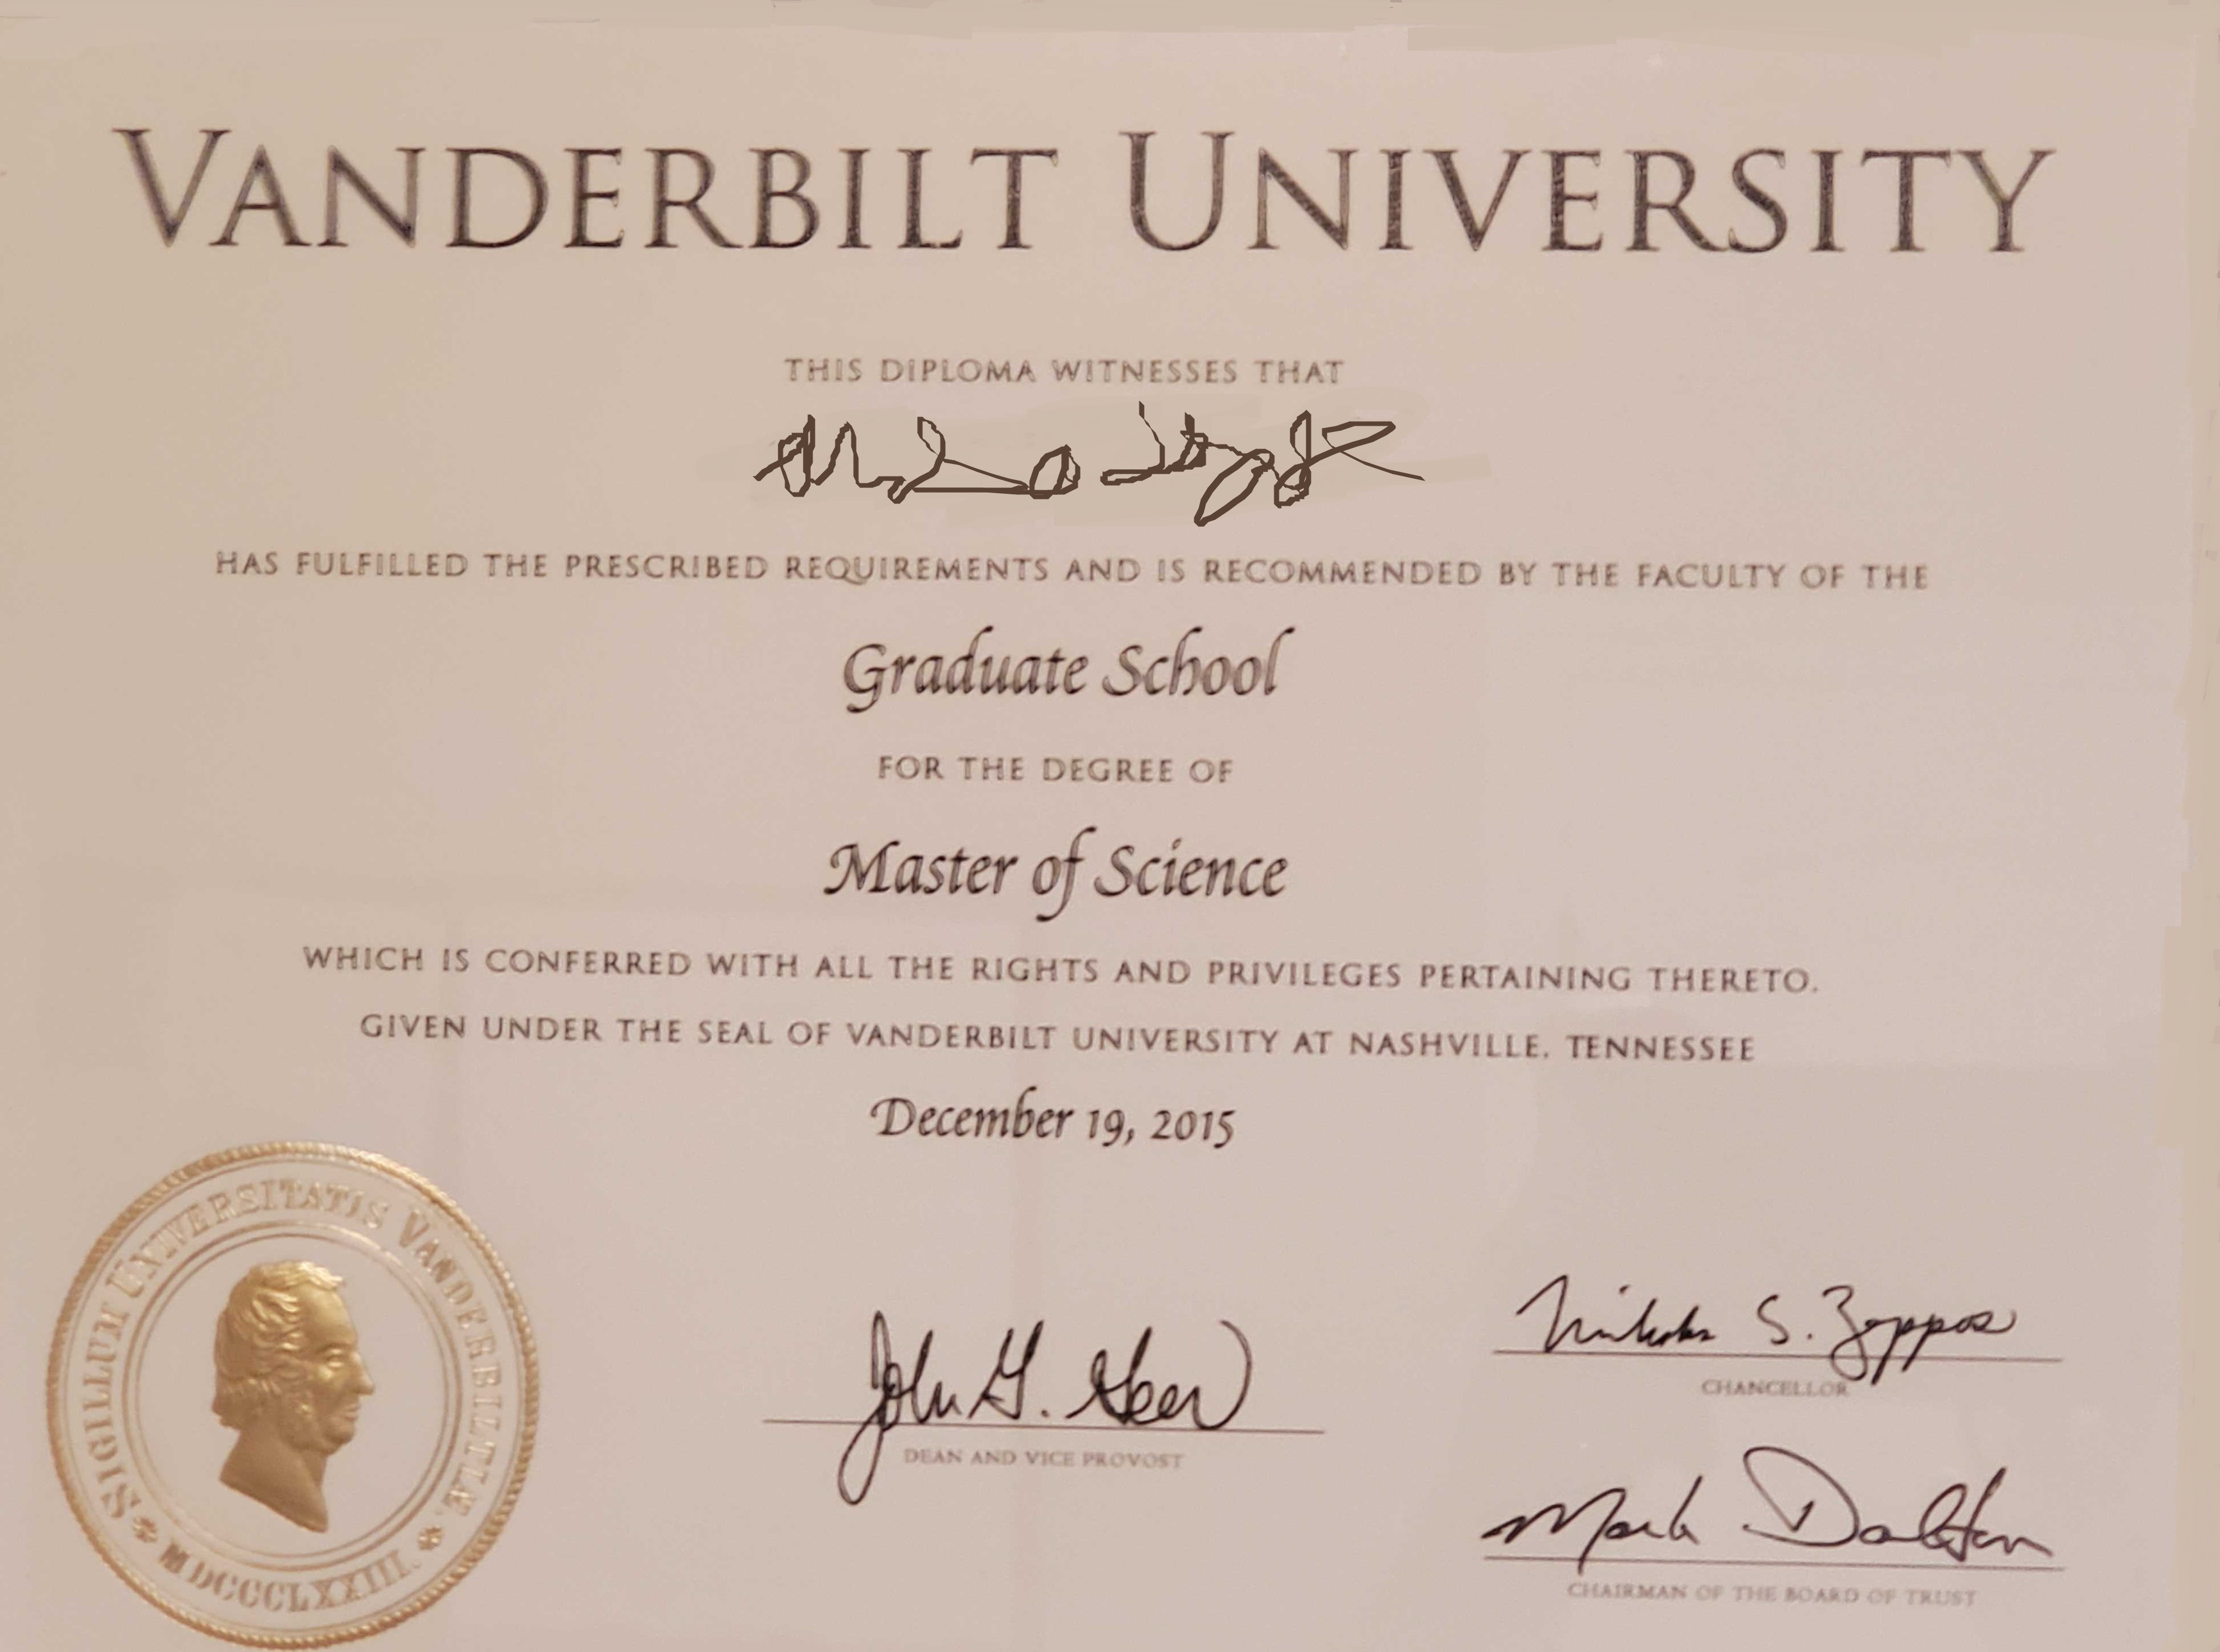 VANDERBILT UNIVERSITY
THIS DIPLOMA WITNESSES THAT
HAS FULFILLED THE PRESCRIBED REQUIREMENTS AND IS RECOMMENDED BY THE FACULTY OF THE
Graduate School
FOR THE DEGREE OF
Master of Science
WHICH IS CONFERRED WITH ALL THE RIGHTS AND PRIVILEGES PERTAINING THERETO.
GIVEN UNDER THE SEAL OF VANDERBILT UNIVERSITY AT NASHVILLE, TENNESSEE
December 19, 2015
SIGILLUM UNIVERSITATIS VANDERBILTIÆ
MDCCCLXXIII.
John G. Geer
DEAN AND VICE PROVOST
Nicholas S. Zeppos
CHANCELLOR
Mark Dalton
CHAIRMAN OF THE BOARD OF TRUST